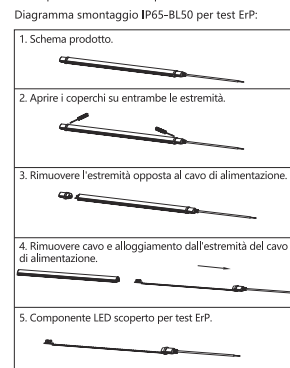 Diagramma smontaggio IP65-BL50 per test ErP:
1. Schema prodotto.
2. Aprire i coperchi su entrambe le estremità.
3. Rimuovere l'estremità opposta al cavo di alimentazione.
4. Rimuovere cavo e alloggiamento dall'estremità del cavo
di alimentazione.
5. Componente LED scoperto per test ErP.